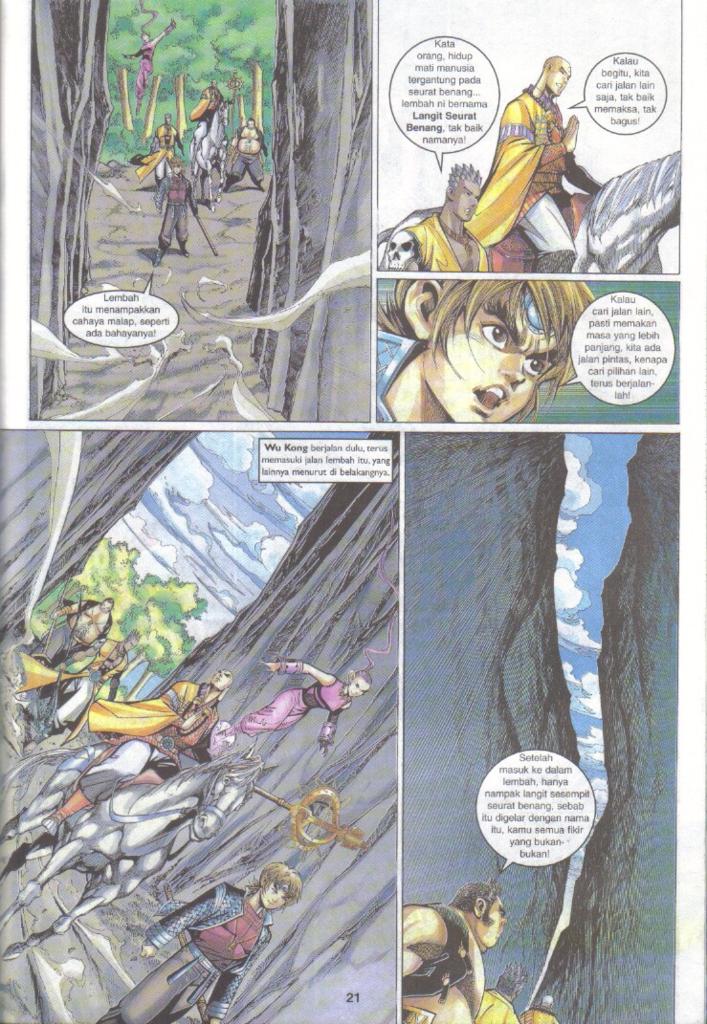 Lembah
itu menampakkan
cahaya malap, seperti
ada bahayanya!
Kata
orang, hidup
mati manusia
tergantung pada
seurat benang...
lembah ni bernama
Langit Seurat
Benang, tak baik
namanya!
Kalau
begitu, kita
cari jalan lain
saja, tak baik
memaksa, tak
bagus!
Kalau
cari jalan lain,
pasti memakan
masa yang lebih
panjang, kita ada
jalan pintas, kenapa
cari pilihan lain,
terus berjalan-
lah!
Wu Kong berjalan dulu, terus
memasuki jalan lembah itu, yang
lainnya menurut di belakangnya.
Setelah
masuk ke dalam
lembah, hanya
nampak langit sesempit
seurat benang, sebab
itu digelar dengan nama
itu, kamu semua fikir
yang bukan-
bukan!
21